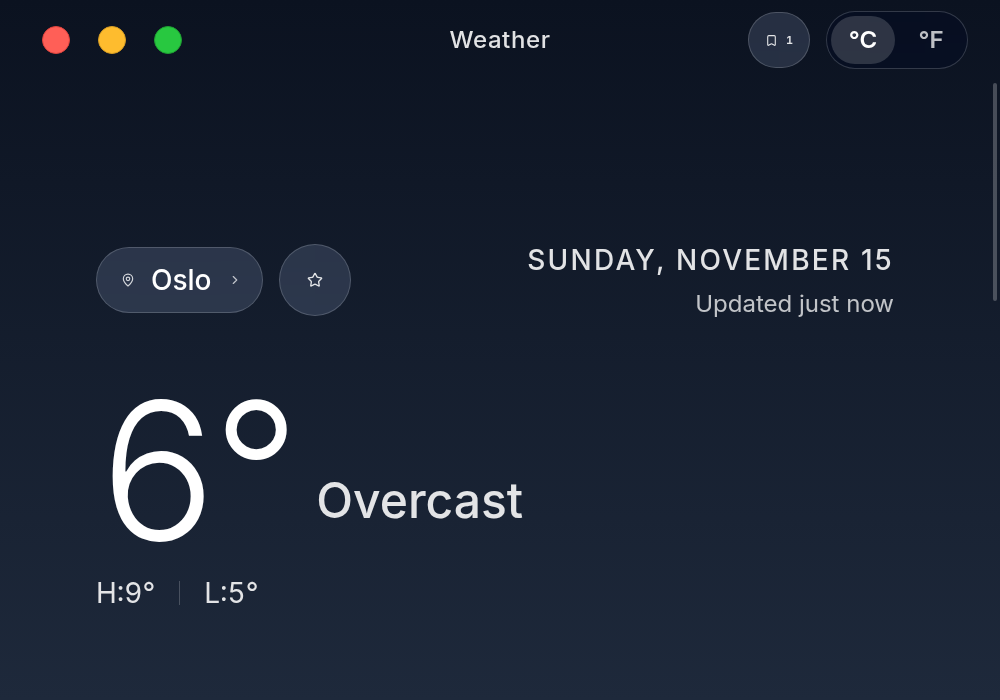 Weather
1
°C
°F
Oslo
SUNDAY, NOVEMBER 15
Updated just now
6°
Overcast
H:9°
L:5°